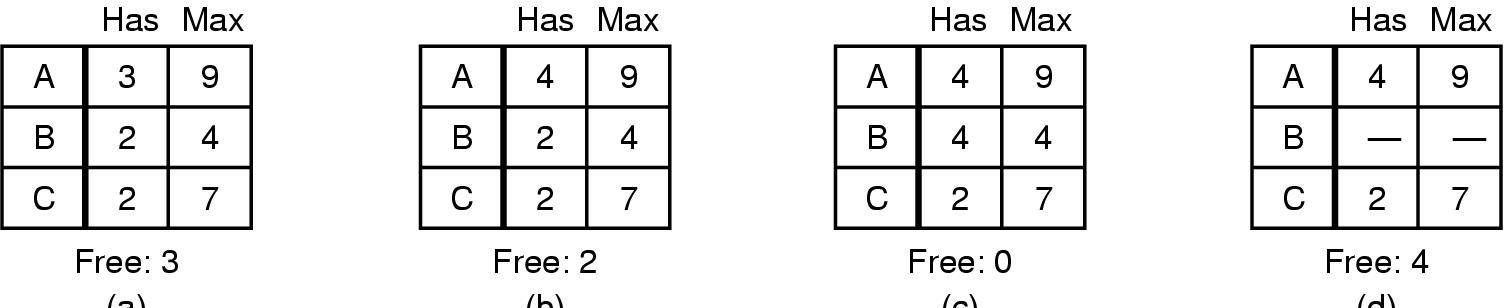 Has Max Has Max Has Max Has Max
A 3 9 A 4 9 A 4 9 A 4 9
B 2 4 B 2 4 B 4 4 B — —
C 2 7 C 2 7 C 2 7 C 2 7
Free: 3 Free: 2 Free: 0 Free: 4
(a) (b) (c) (d)